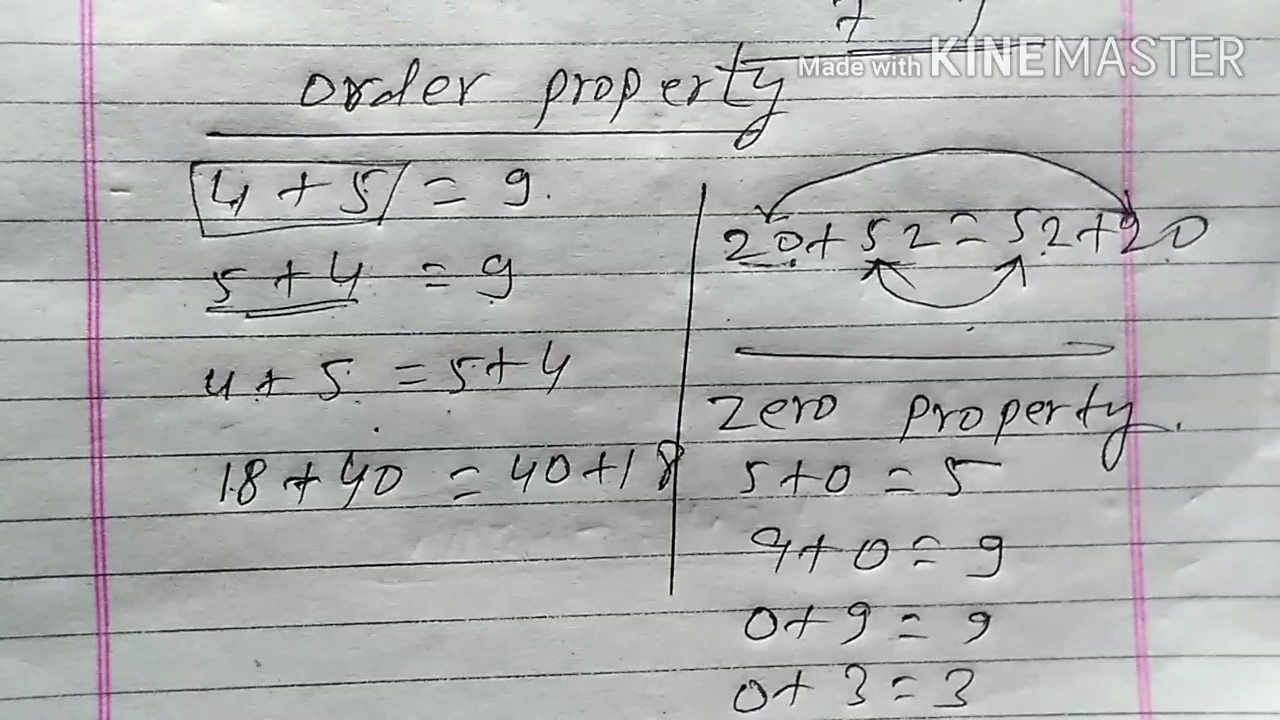 Made with KINEMASTER
order property
4 + 5 = 9.
5 + 4 = 9
4 + 5 = 5 + 4
18 + 40 = 40 + 18
20 + 52 = 52 + 20
Zero property.
5 + 0 = 5
9 + 0 = 9
0 + 9 = 9
0 + 3 = 3